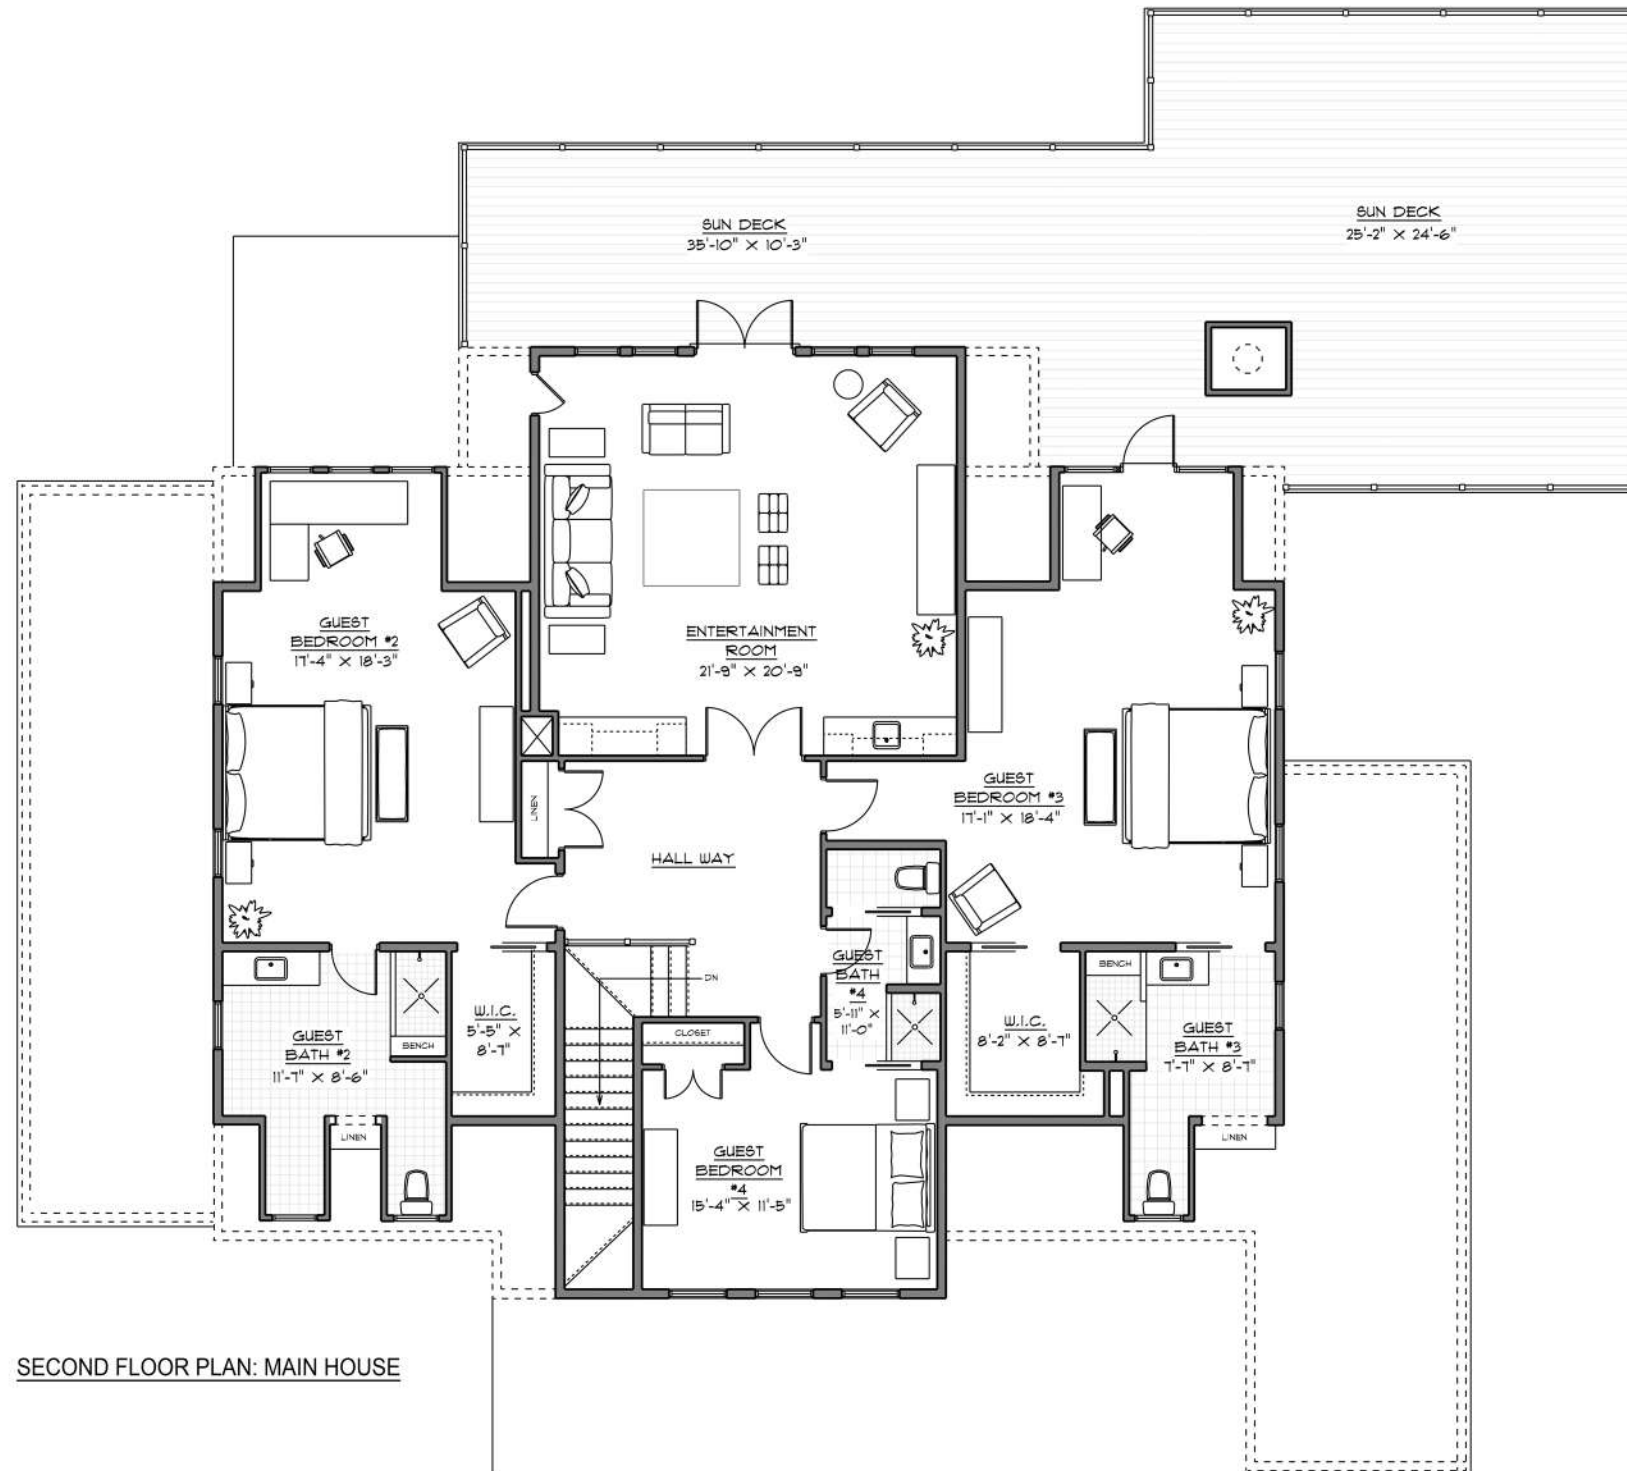 SUN DECK
35'-10" X 10'-3"
SUN DECK
25'-2" X 24'-6"
GUEST
BEDROOM #2
17'-4" X 18'-3"
ENTERTAINMENT
ROOM
21'-9" X 20'-9"
GUEST
BEDROOM #3
17'-1" X 18'-4"
LINEN
HALL WAY
GUEST
BATH
#4
5'-11" X
11'-0"
DN
BENCH
W.I.C.
5'-5" X
8'-7"
CLOSET
W.I.C.
8'-2" X 8'-7"
GUEST
BATH #3
7'-7" X 8'-7"
GUEST
BATH #2
11'-7" X 8'-6"
BENCH
LINEN
LINEN
GUEST
BEDROOM
#4
15'-4" X 11'-5"
SECOND FLOOR PLAN: MAIN HOUSE